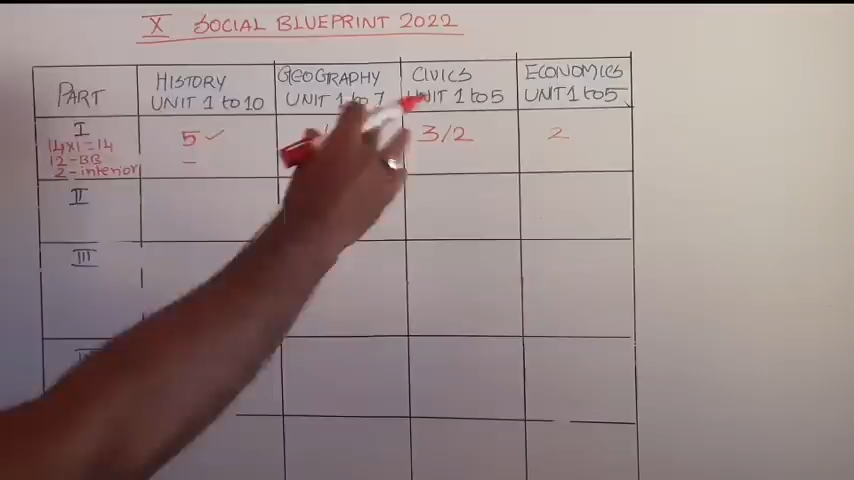 X SOCIAL BLUEPRINT 2022
PART
HISTORY
UNIT 1 to 10
GEOGRAPHY
UNIT 1 to 7
CIVICS
UNIT 1 to 5
ECONOMICS
UNIT 1 to 5
I
14x1=14
12-BB
2-interior
5 ✓
-
3/2
2
II
III